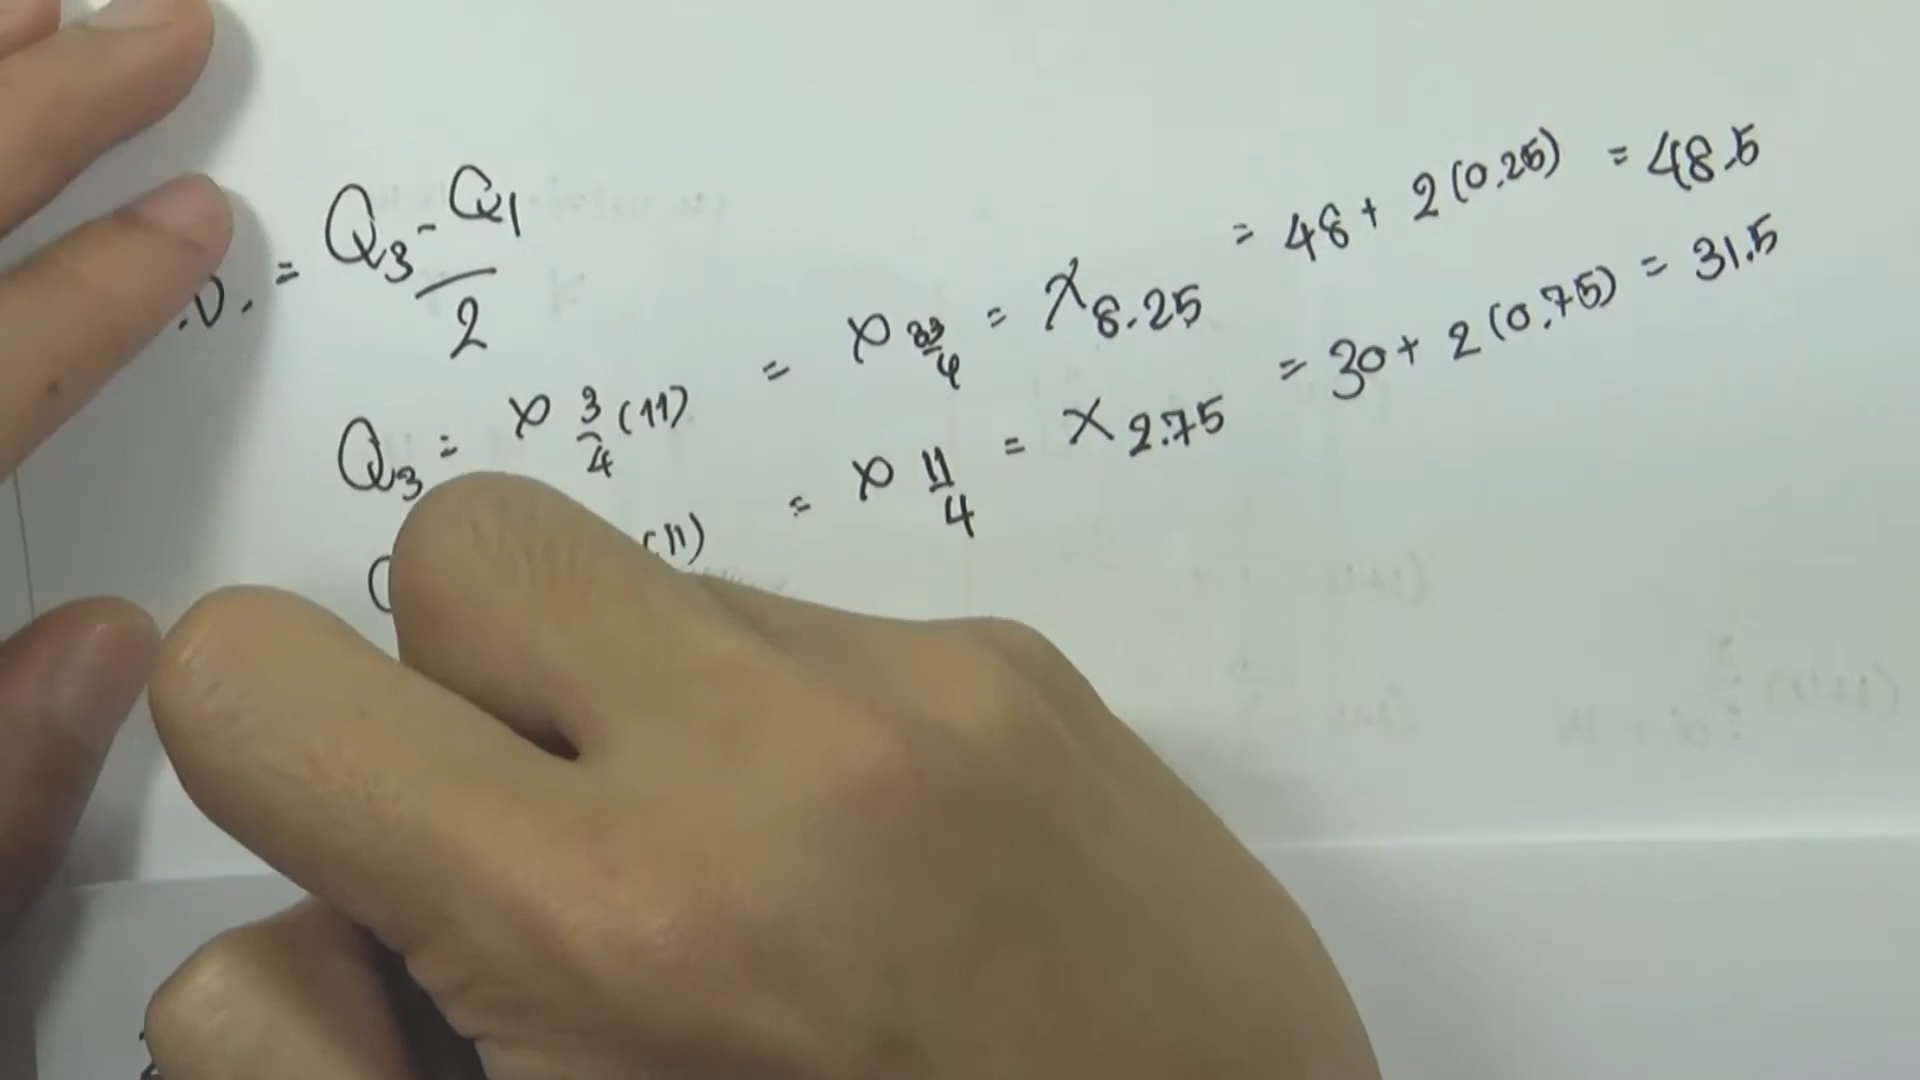 .D. = Q₃ - Q₁ / 2
Q₃ = x 3/4 (11) = x 33/4 = x 8.25 = 48 + 2(0.25) = 48.5
(11) = x 11/4 = x 2.75 = 30 + 2(0.75) = 31.5